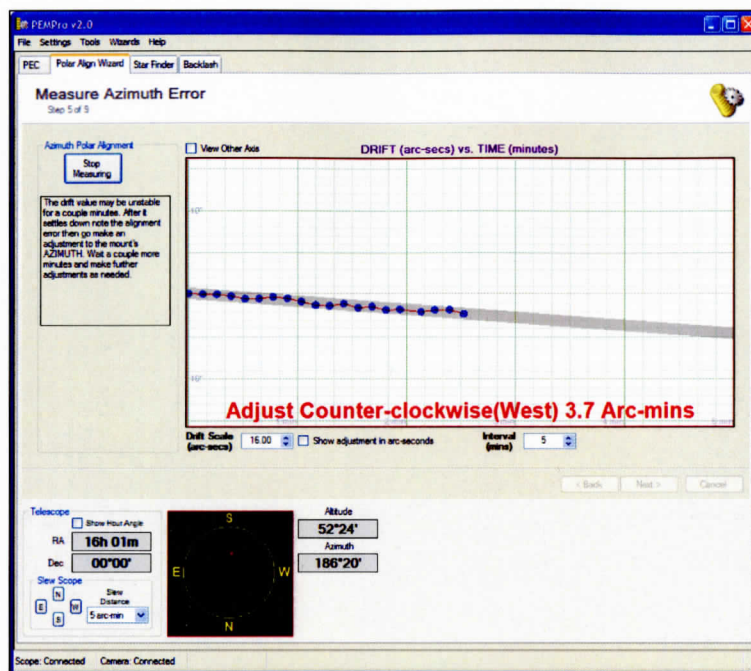 PEMPro v2.0
File Settings Tools Wizards Help
PEC Polar Align Wizard Star Finder Backlash
Measure Azimuth Error
Step 5 of 9
Azimuth Polar Alignment
Stop
Measuring
View Other Axis
DRIFT (arc-secs) vs. TIME (minutes)
The drift value may be unstable
for a couple minutes. After it
settles down note the alignment
error then go make an
adjustment to the mount's
AZIMUTH. Wait a couple more
minutes and make further
adjustments as needed.
Adjust Counter-clockwise(West) 3.7 Arc-mins
Drift Scale
(arc-secs)
16.00
Show adjustment in arc-seconds
Interval
(mins)
5
< Back Next > Cancel
Telescope
Show Hour Angle
RA 16h 01m
Dec 00°00'
Slew Scope
N
E W
S
Slew
Distance
5 arc-min
S
E W
N
Altitude
52°24'
Azimuth
186°20'
Scope: Connected Camera: Connected